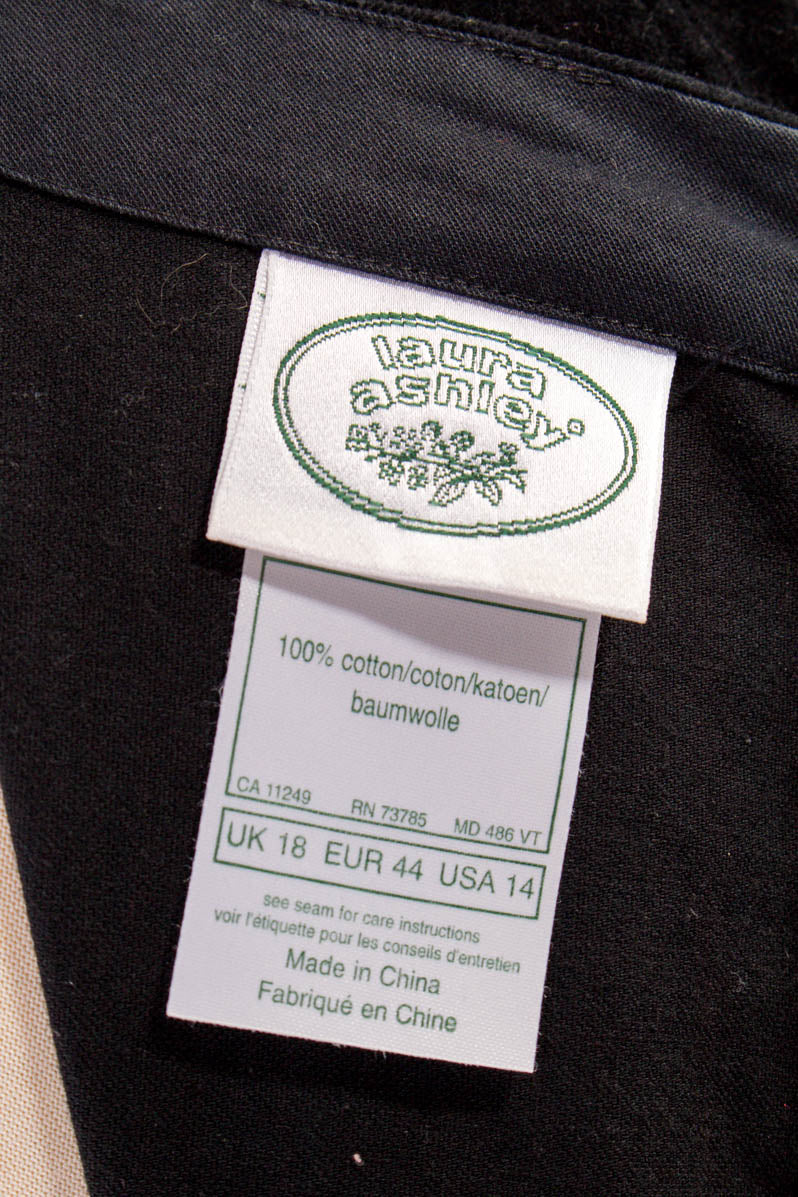 laura
ashley®
100% cotton/coton/katoen/
baumwolle
CA 11249 RN 73785 MD 486 VT
UK 18 EUR 44 USA 14
see seam for care instructions
voir l'étiquette pour les conseils d'entretien
Made in China
Fabriqué en Chine